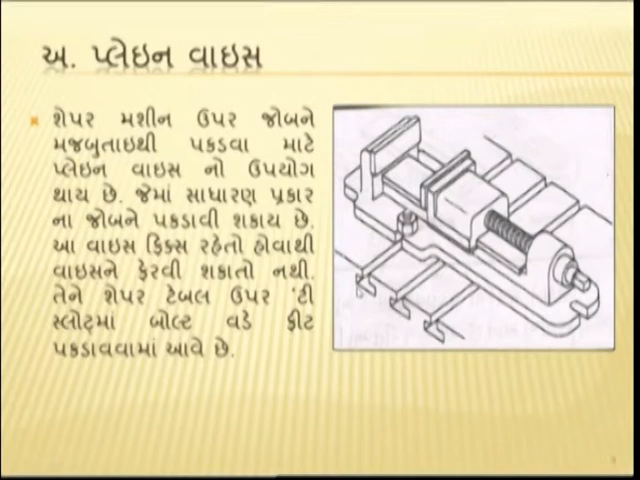 અ. પ્લેઇન વાઇસ
શેપર મશીન ઉપર જોબને
મજબુતાઇથી પકડવા માટે
પ્લેઇન વાઇસ નો ઉપયોગ
થાય છે. જેમાં સાધારણ પ્રકાર
ના જોબને પકડાવી શકાય છે.
આ વાઇસ ફિક્સ રહેતો હોવાથી
વાઇસને ફેરવી શકાતો નથી.
તેને શેપર ટેબલ ઉપર 'ટી
સ્લોટમાં બોલ્ટ વડે ફીટ
પકડાવવામાં આવે છે.